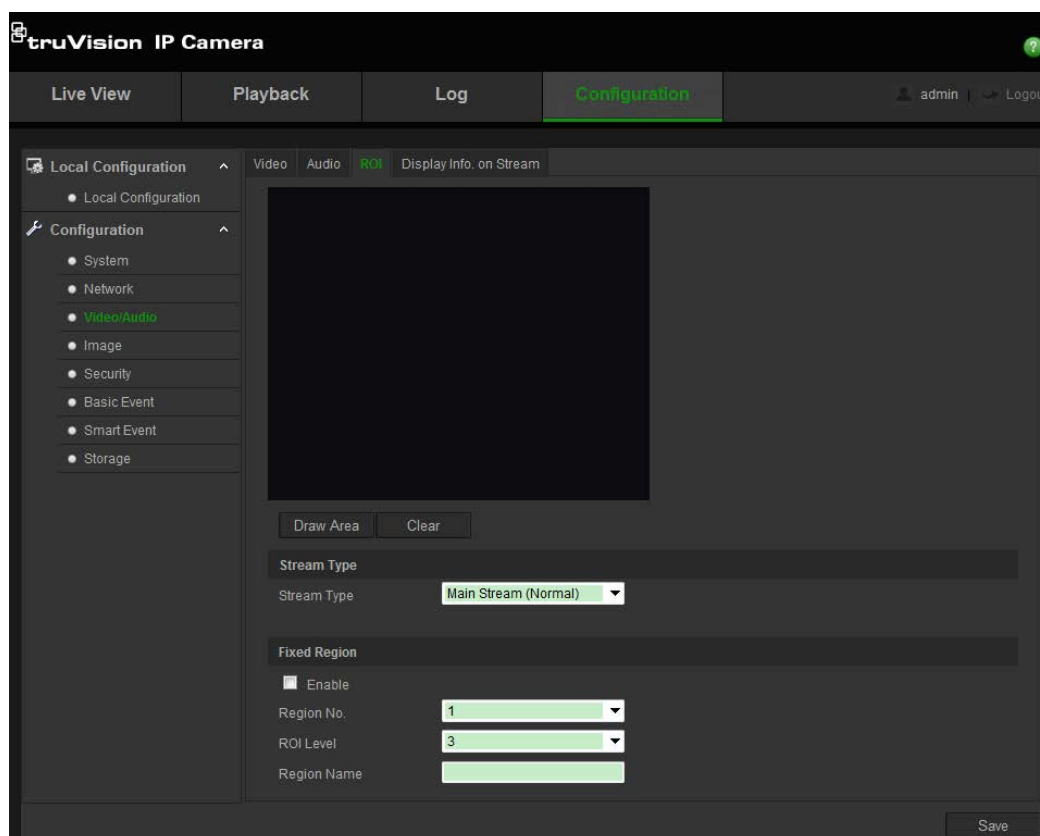 truVision IP Camera
?
Live View Playback Log Configuration admin | Logou
Local Configuration
Local Configuration
Configuration
System
Network
Video/Audio
Image
Security
Basic Event
Smart Event
Storage
Video Audio ROI Display Info. on Stream
Draw Area Clear
Stream Type
Stream Type Main Stream (Normal)
Fixed Region
Enable
Region No. 1
ROI Level 3
Region Name
Save